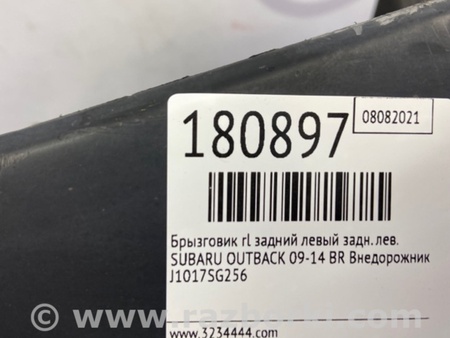 180897
08082021
Брызговик rl задний левый задн. лев.
SUBARU OUTBACK 09-14 BR Внедорожник
J1017SG256
www.3234444.com